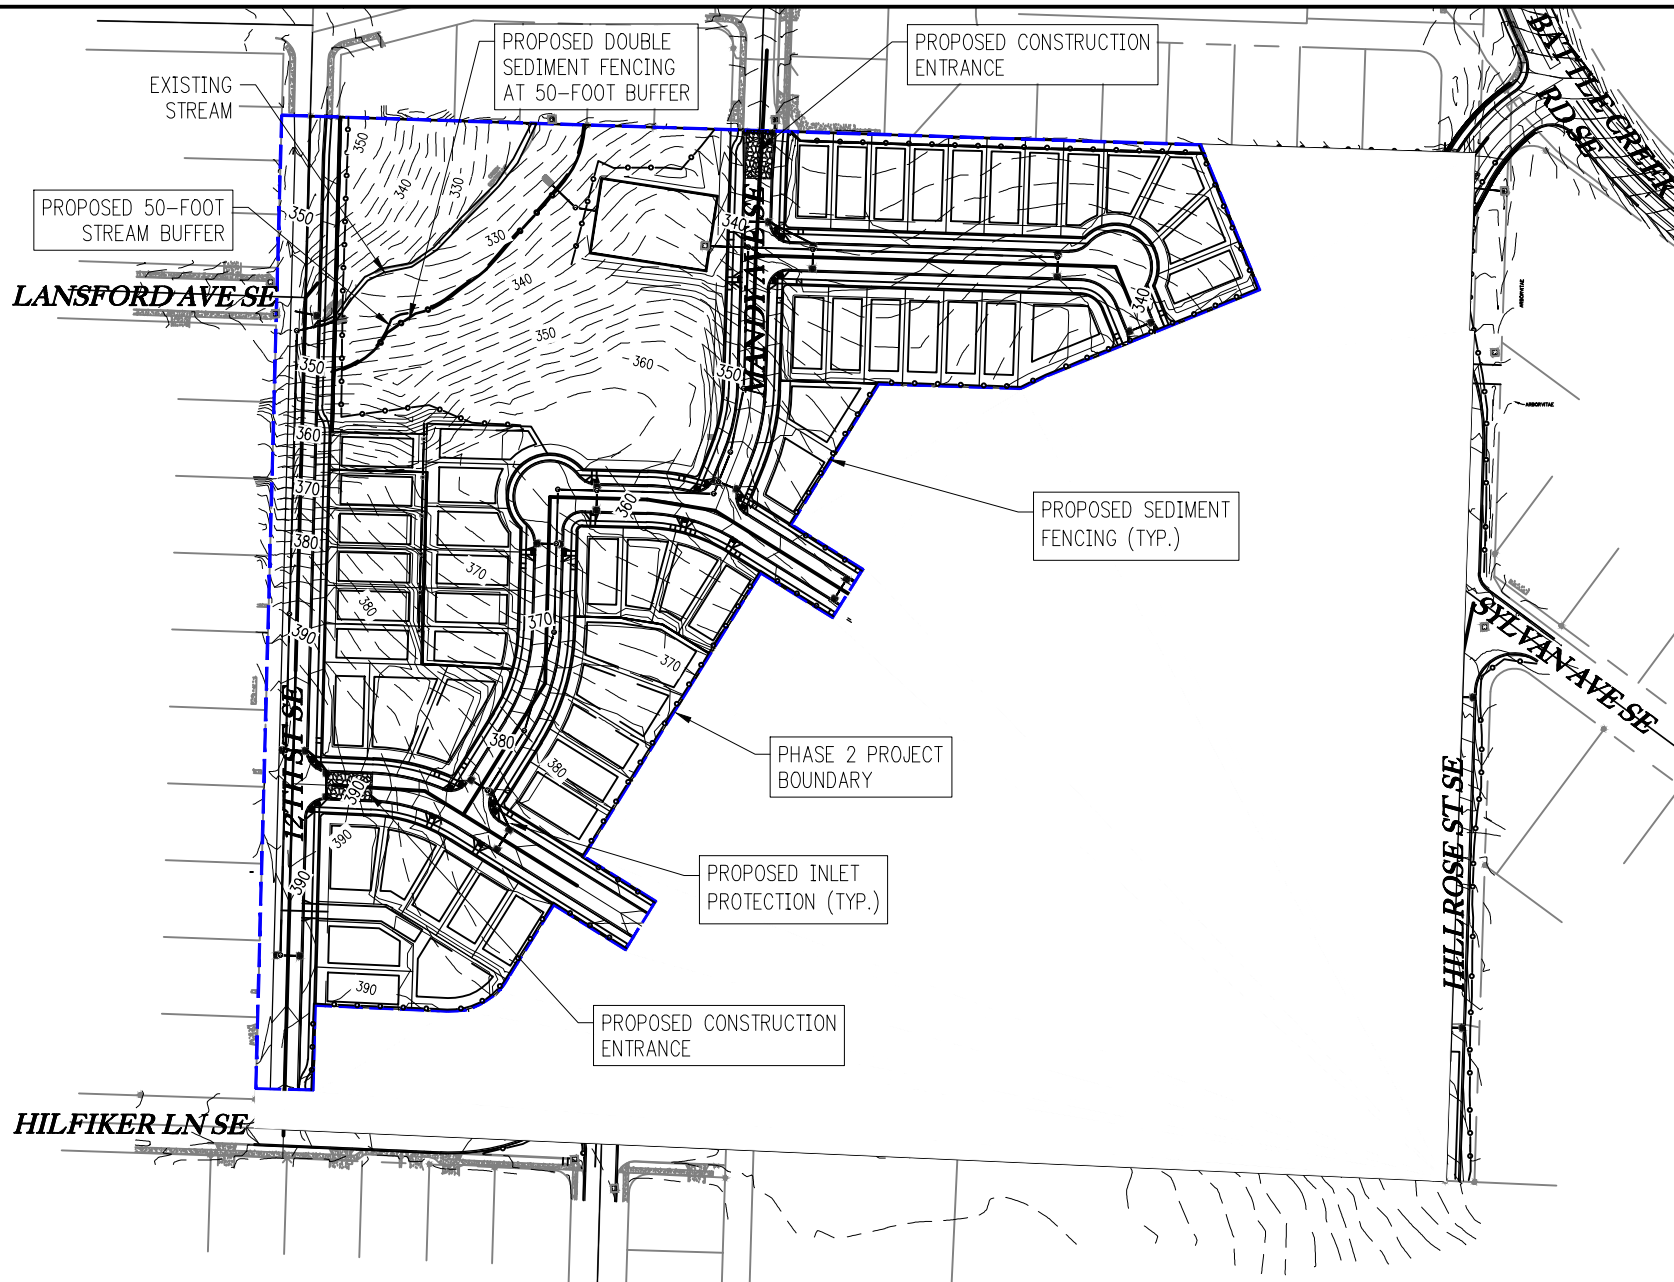 PROPOSED DOUBLE
SEDIMENT FENCING
AT 50-FOOT BUFFER
PROPOSED CONSTRUCTION
ENTRANCE
BATTLE CREEK
RD SE
EXISTING
STREAM
PROPOSED 50-FOOT
STREAM BUFFER
LANSFORD AVE SE
MANDY AVE SE
350
340
330
350
330
340
340
340
350
360
350
350
ARBORVITAE
ARBORVITAE
360
370
380
390
360
370
380
370
370
380
380
390
390
390
390
PROPOSED SEDIMENT
FENCING (TYP.)
SYLVAN AVE SE
12TH ST SE
PHASE 2 PROJECT
BOUNDARY
HILLROSE ST SE
PROPOSED INLET
PROTECTION (TYP.)
PROPOSED CONSTRUCTION
ENTRANCE
HILFIKER LN SE